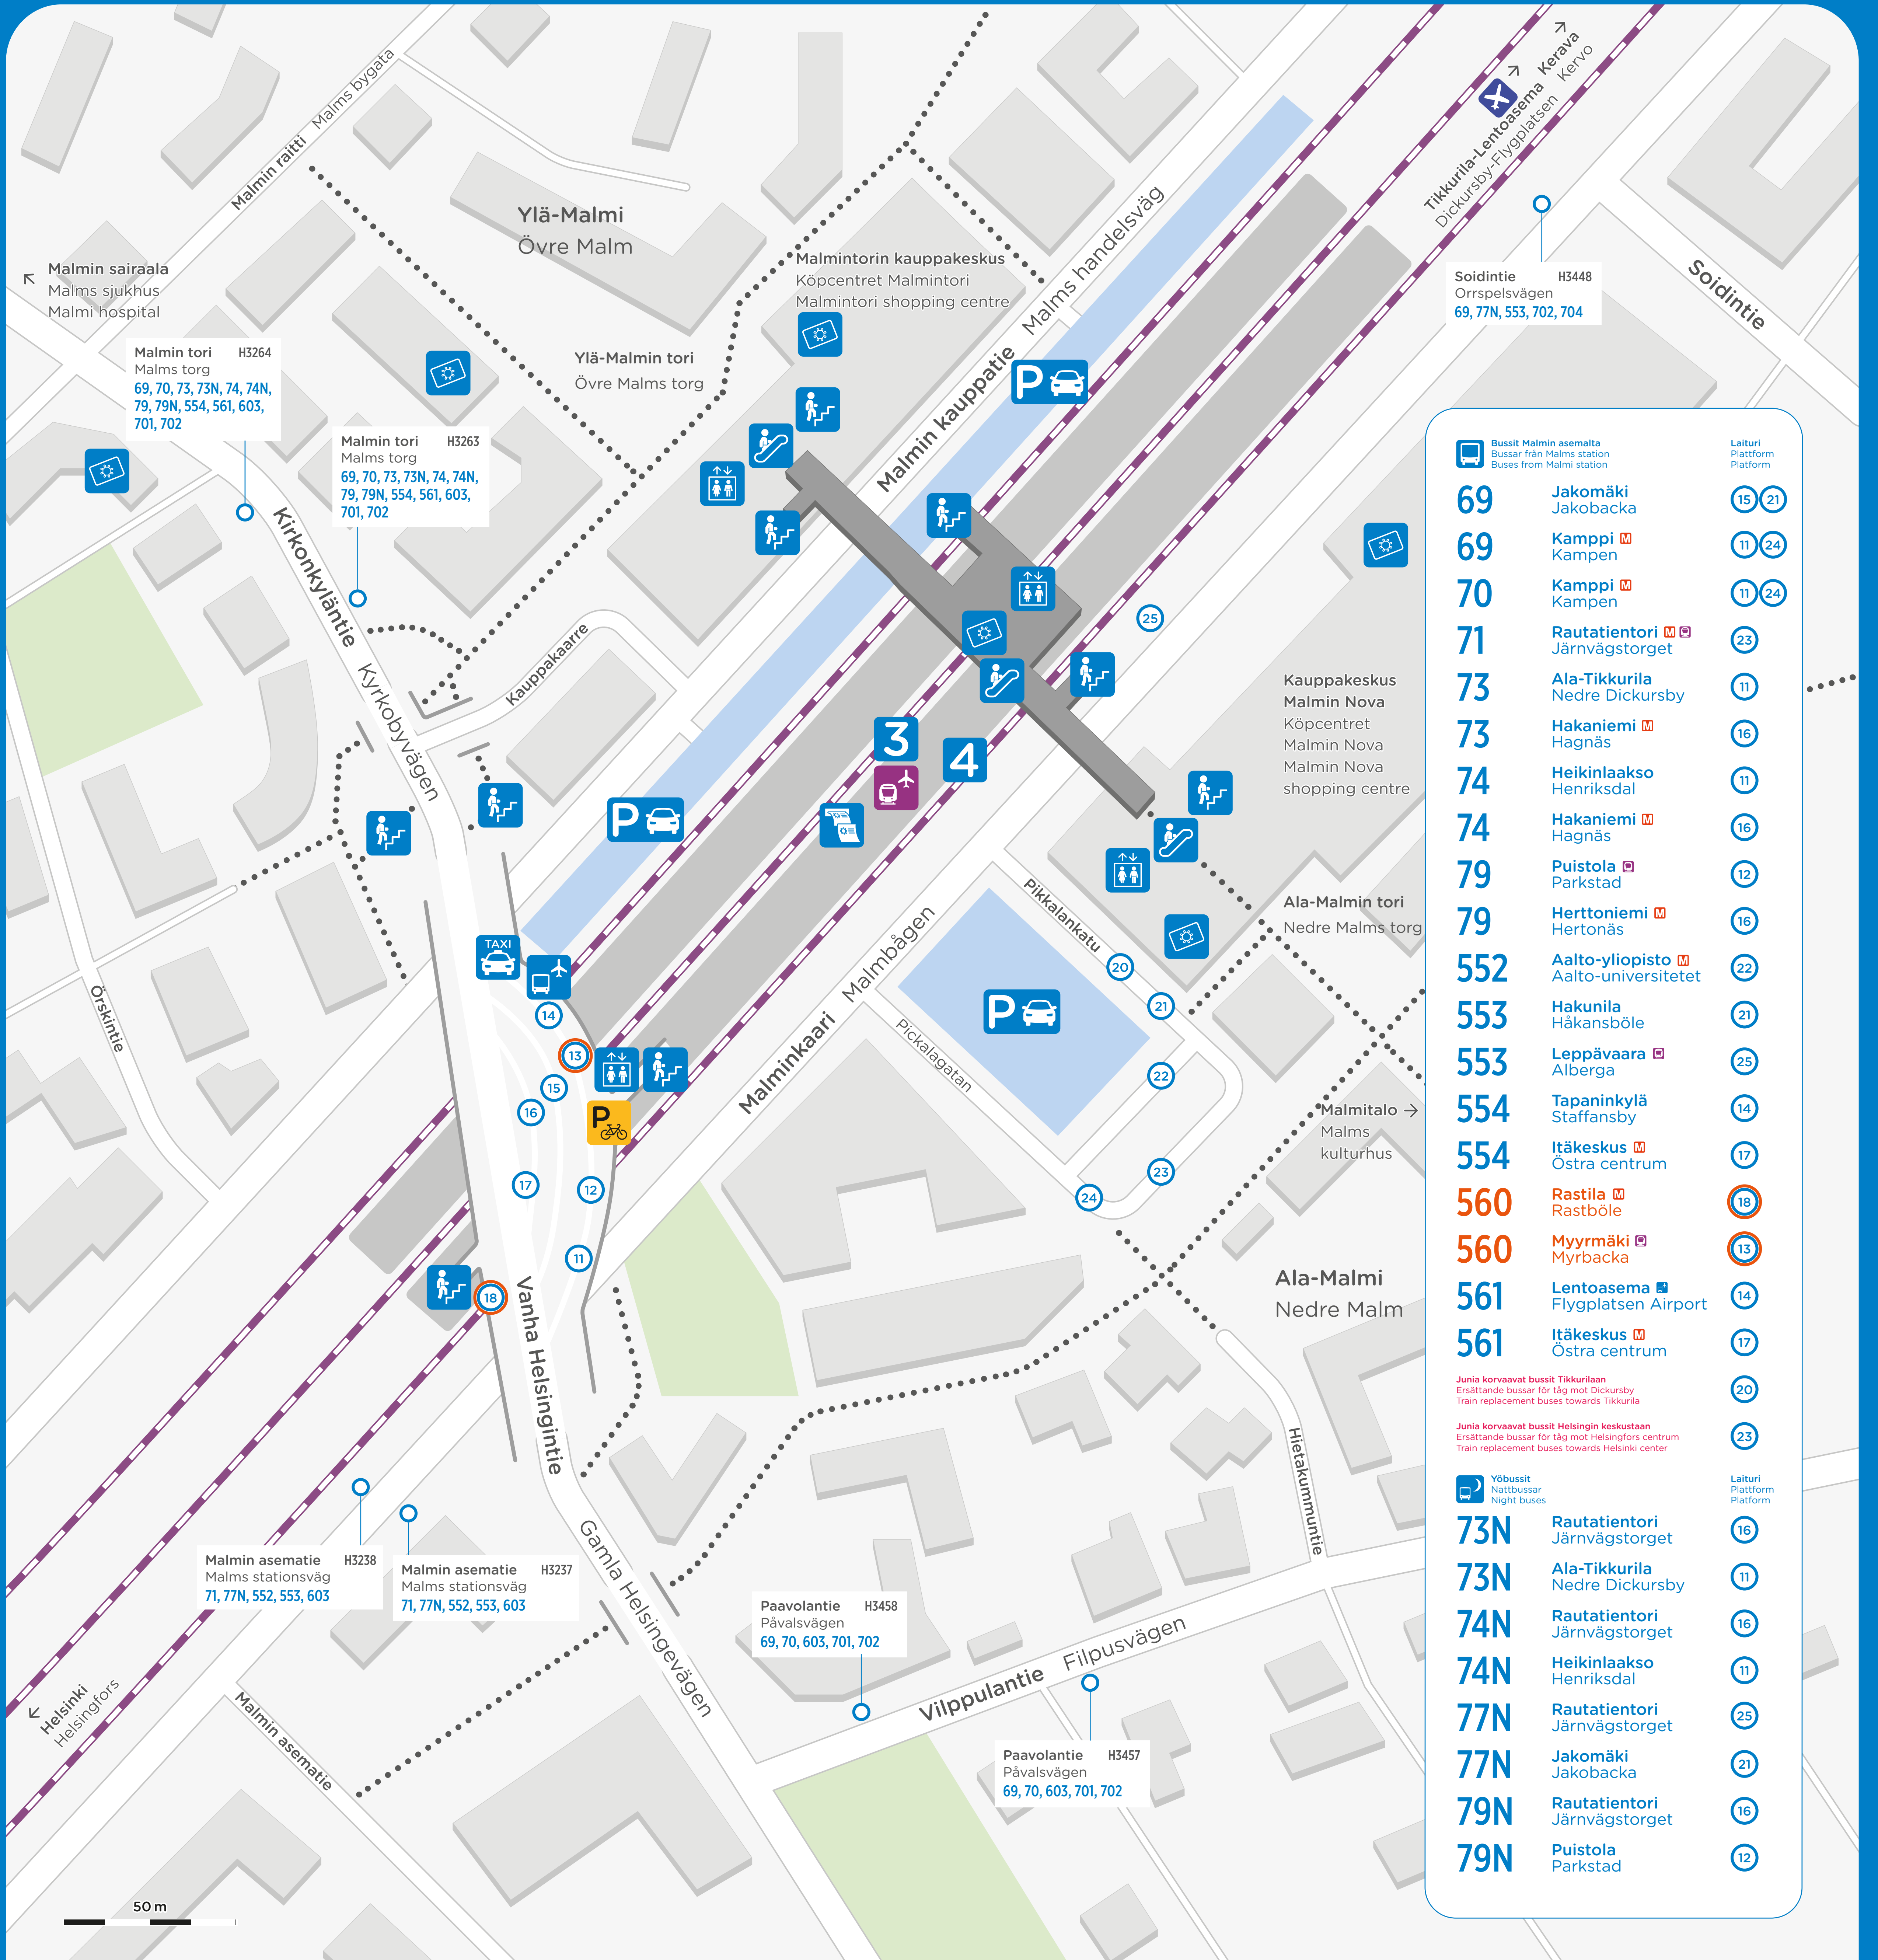 Malmin raitti Malms bygata
Ylä-Malmi
Övre Malm
Malmin sairaala
Malms sjukhus
Malmi hospital
Malmintorin kauppakeskus
Köpcentret Malmintori
Malmintori shopping centre
Malmin kauppatie Malms handelsväg
Tikkurila-Lentoasema Kerava
Dickursby-Flygplatsen Kervo
Soidintie H3448
Orrspelsvägen
69, 77N, 553, 702, 704
Soidintie
Malmin tori H3264
Malms torg
69, 70, 73, 73N, 74, 74N,
79, 79N, 554, 561, 603,
701, 702
Malmin tori H3263
Malms torg
69, 70, 73, 73N, 74, 74N,
79, 79N, 554, 561, 603,
701, 702
Ylä-Malmin tori
Övre Malms torg
P
Kirkonkyläntie Kyrkobyvägen
Kauppakaarre
25
Kauppakeskus
Malmin Nova
Köpcentret
Malmin Nova
Malmin Nova
shopping centre
3
4
P
Ala-Malmin tori
Nedre Malms torg
Pikkalankatu
Pickalagatan
Malminkaari Malmbågen
TAXI
P
20
21
22
23
24
14
13
15
16
P
17
12
11
18
Örskintie
Malmitalo
Malms
kulturhus
Ala-Malmi
Nedre Malm
Vanha Helsingintie
Gamla Helsingevägen
Hietakummuntie
Malmin asematie H3238
Malms stationsväg
71, 77N, 552, 553, 603
Malmin asematie H3237
Malms stationsväg
71, 77N, 552, 553, 603
Paavolantie H3458
Påvalsvägen
69, 70, 603, 701, 702
Vilppulantie Filpusvägen
Paavolantie H3457
Påvalsvägen
69, 70, 603, 701, 702
Helsinki
Helsingfors
Malmin asematie
50 m
Bussit Malmin asemalta Laituri
Bussar från Malms station Plattform
Buses from Malmi station Platform
69 Jakomäki 15 21
Jakobacka
69 Kamppi M 11 24
Kampen
70 Kamppi M 11 24
Kampen
71 Rautatientori M 23
Järnvägstorget
73 Ala-Tikkurila 11
Nedre Dickursby
73 Hakaniemi M 16
Hagnäs
74 Heikinlaakso 11
Henriksdal
74 Hakaniemi M 16
Hagnäs
79 Puistola 12
Parkstad
79 Herttoniemi M 16
Hertonäs
552 Aalto-yliopisto M 22
Aalto-universitetet
553 Hakunila 21
Håkansböle
553 Leppävaara 25
Alberga
554 Tapaninkylä 14
Staffansby
554 Itäkeskus M 17
Östra centrum
560 Rastila M 18
Rastböle
560 Myyrmäki 13
Myrbacka
561 Lentoasema 14
Flygplatsen Airport
561 Itäkeskus M 17
Östra centrum
Junia korvaavat bussit Tikkurilaan 20
Ersättande bussar för tåg mot Dickursby
Train replacement buses towards Tikkurila
Junia korvaavat bussit Helsingin keskustaan 23
Ersättande bussar för tåg mot Helsingfors centrum
Train replacement buses towards Helsinki center
Yöbussit Laituri
Nattbussar Plattform
Night buses Platform
73N Rautatientori 16
Järnvägstorget
73N Ala-Tikkurila 11
Nedre Dickursby
74N Rautatientori 16
Järnvägstorget
74N Heikinlaakso 11
Henriksdal
77N Rautatientori 25
Järnvägstorget
77N Jakomäki 21
Jakobacka
79N Rautatientori 16
Järnvägstorget
79N Puistola 12
Parkstad